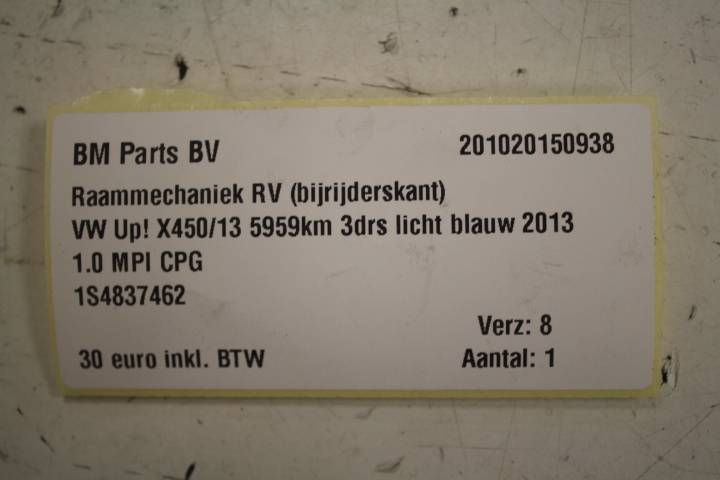 BM Parts BV 201020150938
Raammechaniek RV (bijrijderskant)
VW Up! X450/13 5959km 3drs licht blauw 2013
1.0 MPI CPG
1S4837462
Verz: 8
30 euro inkl. BTW Aantal: 1